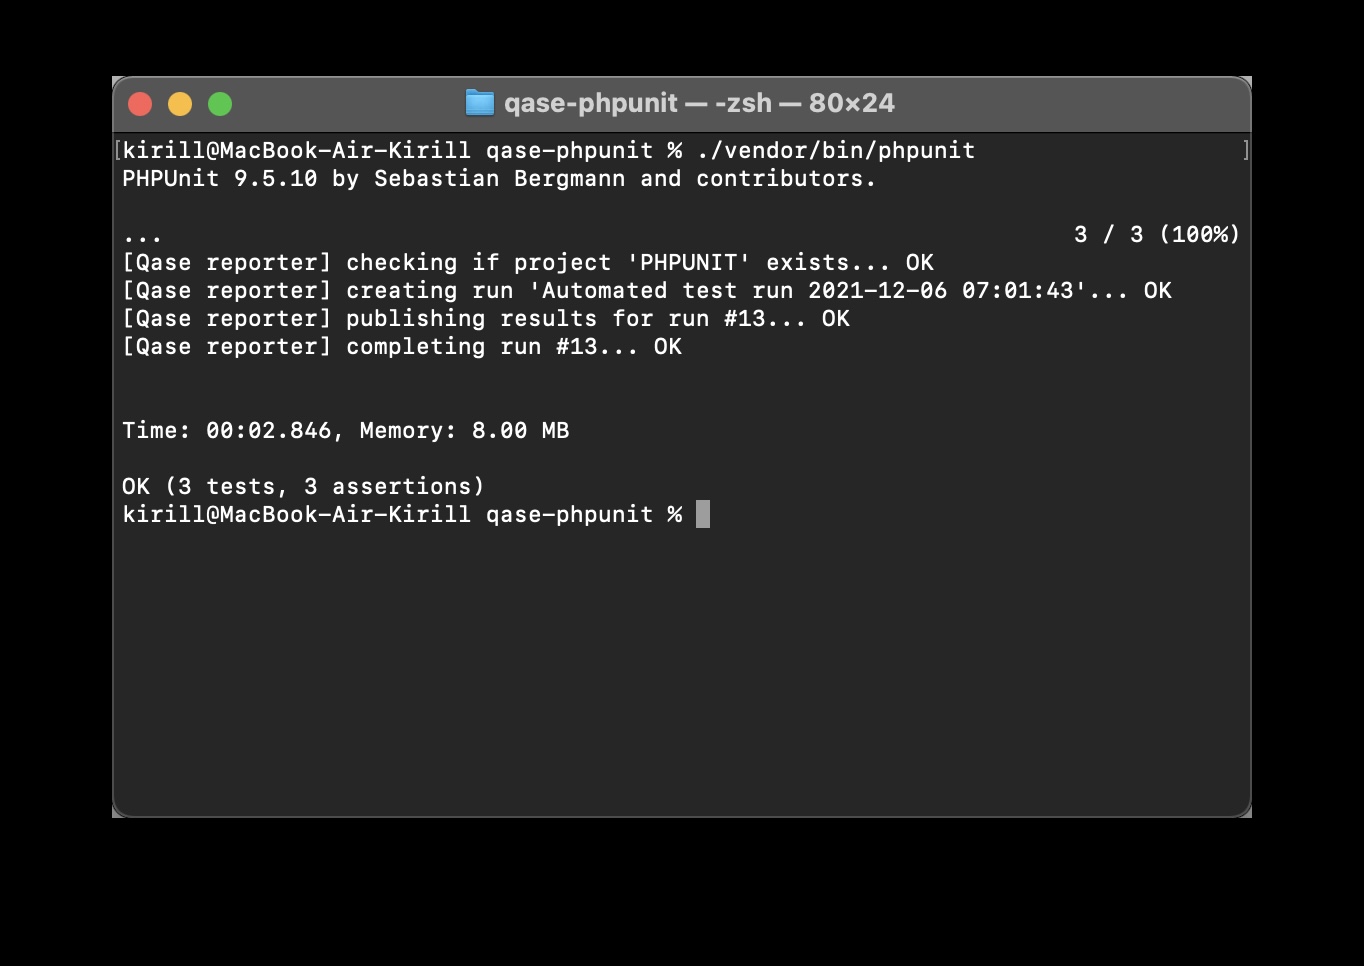 qase-phpunit — -zsh — 80×24
[kirill@MacBook-Air-Kirill qase-phpunit % ./vendor/bin/phpunit ]
PHPUnit 9.5.10 by Sebastian Bergmann and contributors.
... 3 / 3 (100%)
[Qase reporter] checking if project 'PHPUNIT' exists... OK
[Qase reporter] creating run 'Automated test run 2021-12-06 07:01:43'... OK
[Qase reporter] publishing results for run #13... OK
[Qase reporter] completing run #13... OK
Time: 00:02.846, Memory: 8.00 MB
OK (3 tests, 3 assertions)
kirill@MacBook-Air-Kirill qase-phpunit %